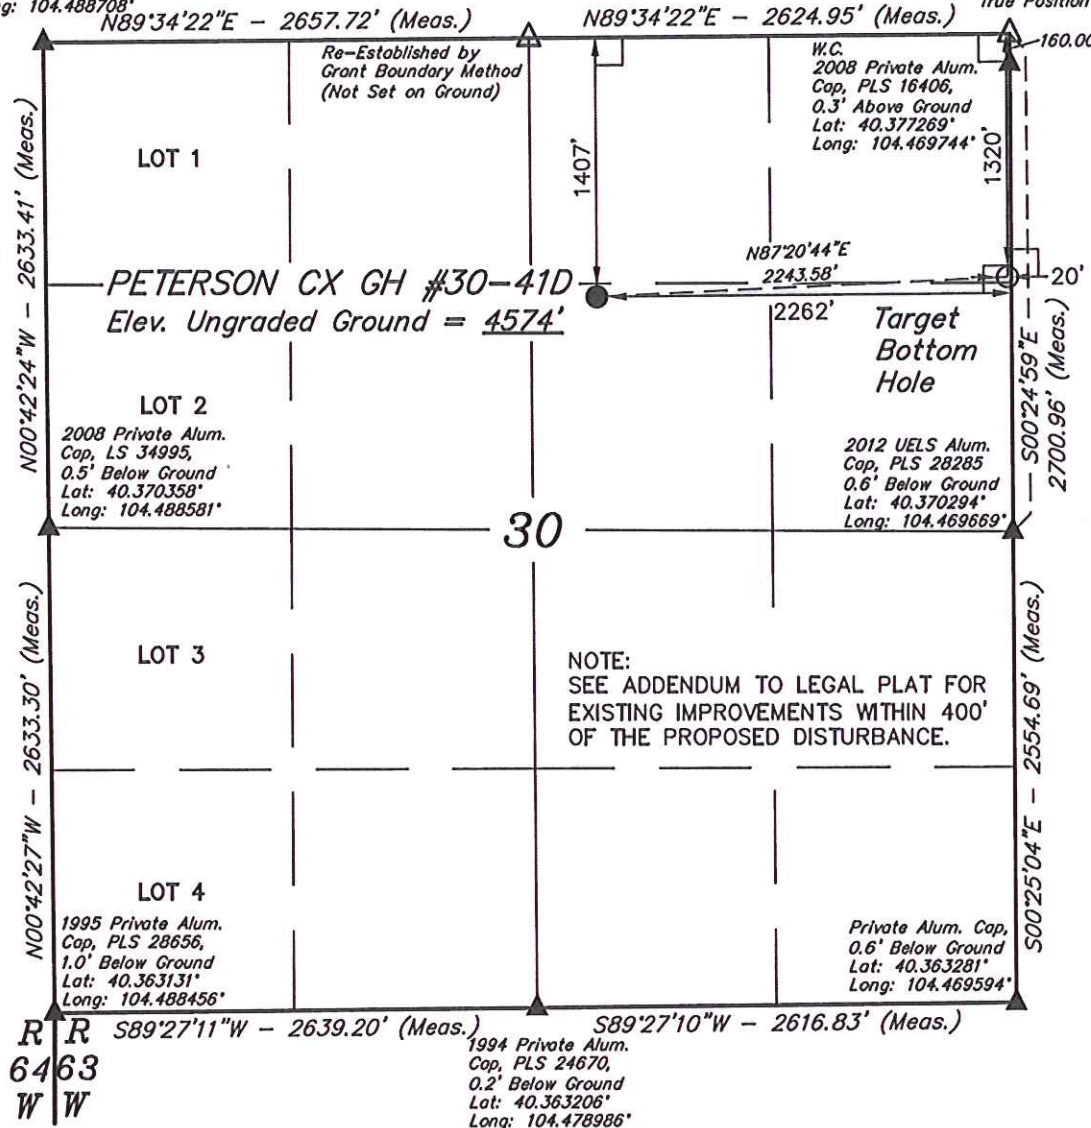 104.488708°
True Position
N89°34'22"E - 2657.72' (Meas.)
N89°34'22"E - 2624.95' (Meas.)
160.00
Re-Established by
Grant Boundary Method
(Not Set on Ground)
W.C.
2008 Private Alum.
Cap, PLS 16406,
0.3' Above Ground
Lat: 40.377269°
Long: 104.469744°
N00°42'24"W - 2633.41' (Meas.)
LOT 1
1407'
1320'
N87°20'44"E
2243.58'
PETERSON CX GH #30-41D
Elev. Ungraded Ground = 4574'
2262'
20'
Target
Bottom
Hole
S00°24'59"E -
2700.96' (Meas.)
LOT 2
2008 Private Alum.
Cap, LS 34995,
0.5' Below Ground
Lat: 40.370358°
Long: 104.488581°
2012 UELS Alum.
Cap, PLS 28285
0.6' Below Ground
Lat: 40.370294°
Long: 104.469669°
30
N00°42'27"W - 2633.30' (Meas.)
LOT 3
NOTE:
SEE ADDENDUM TO LEGAL PLAT FOR
EXISTING IMPROVEMENTS WITHIN 400'
OF THE PROPOSED DISTURBANCE.
S00°25'04"E - 2554.69' (Meas.)
LOT 4
1995 Private Alum.
Cap, PLS 28656,
1.0' Below Ground
Lat: 40.363131°
Long: 104.488456°
Private Alum. Cap,
0.6' Below Ground
Lat: 40.363281°
Long: 104.469594°
S89°27'11"W - 2639.20' (Meas.)
S89°27'10"W - 2616.83' (Meas.)
1994 Private Alum.
Cap, PLS 24670,
0.2' Below Ground
Lat: 40.363206°
Long: 104.478986°
R R
64 63
W W